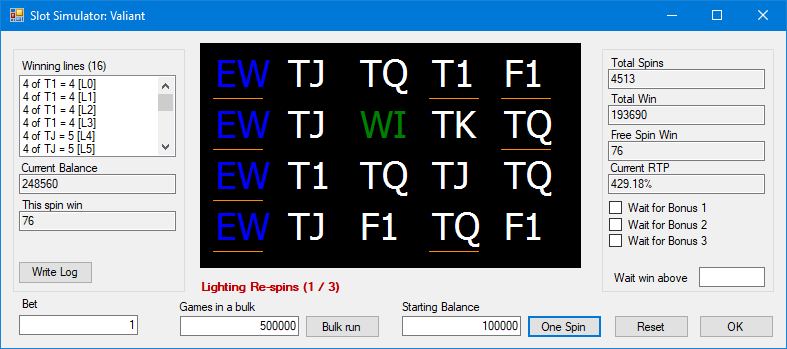 Slot Simulator: Valiant
Winning lines (16)
4 of T1 = 4 [L0]
4 of T1 = 4 [L1]
4 of T1 = 4 [L2]
4 of T1 = 4 [L3]
4 of TJ = 5 [L4]
4 of TJ = 5 [L5]
Current Balance
248560
This spin win
76
Write Log
EW TJ TQ T1 F1
EW TJ WI TK TQ
EW T1 TQ TJ TQ
EW TJ F1 TQ F1
Lighting Re-spins (1 / 3)
Total Spins
4513
Total Win
193690
Free Spin Win
76
Current RTP
429.18%
Wait for Bonus 1
Wait for Bonus 2
Wait for Bonus 3
Wait win above
Bet
1
Games in a bulk
500000
Bulk run
Starting Balance
100000
One Spin
Reset
OK